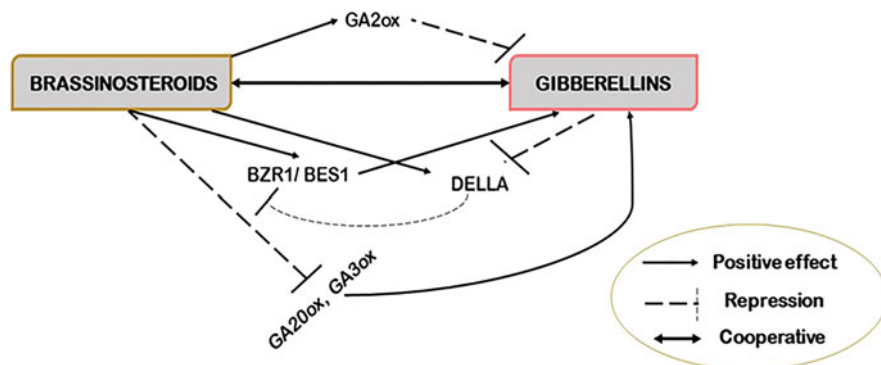 GA2ox
BRASSINOSTEROIDS
GIBBERELLINS
BZR1/ BES1
DELLA
GA20ox, GA3ox
Positive effect
Repression
Cooperative